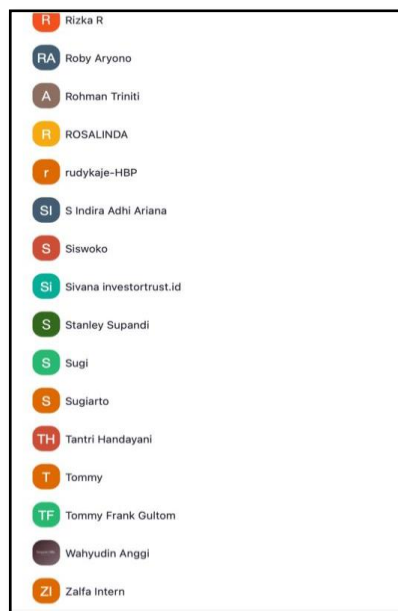 R Rizka R
RA Roby Aryono
A Rohman Triniti
R ROSALINDA
r rudykaje-HBP
SI S Indira Adhi Ariana
S Siswoko
Si Sivana investortrust.id
S Stanley Supandi
S Sugi
S Sugiarto
TH Tantri Handayani
T Tommy
TF Tommy Frank Gultom
Wahyudin Anggi
ZI Zalfa Intern